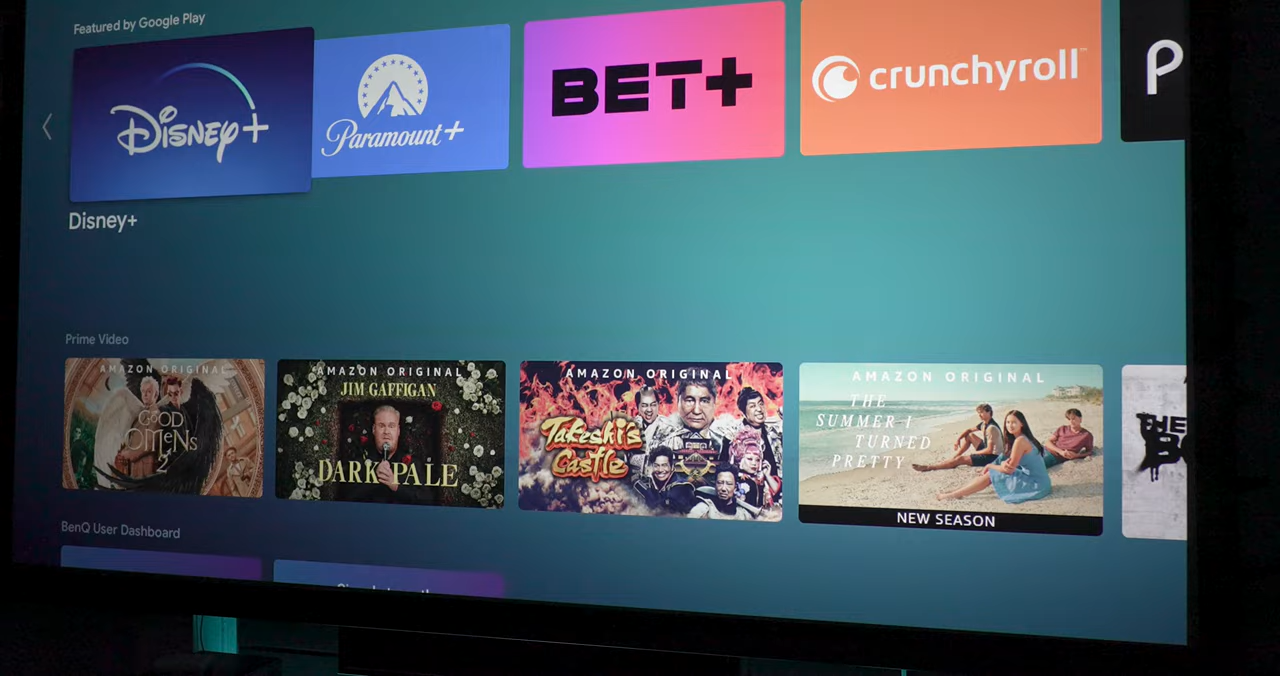 Featured by Google Play
Disney+
Paramount+
BET+
crunchyroll
P
Disney+
Prime Video
AMAZON ORIGINAL
GOOD
OMENS
2
AMAZON ORIGINAL
JIM GAFFIGAN
DARK PALE
AMAZON ORIGINAL
Takeshi's
Castle
AMAZON ORIGINAL
THE
SUMMER I
TURNED
PRETTY
NEW SEASON
THE
BenQ User Dashboard